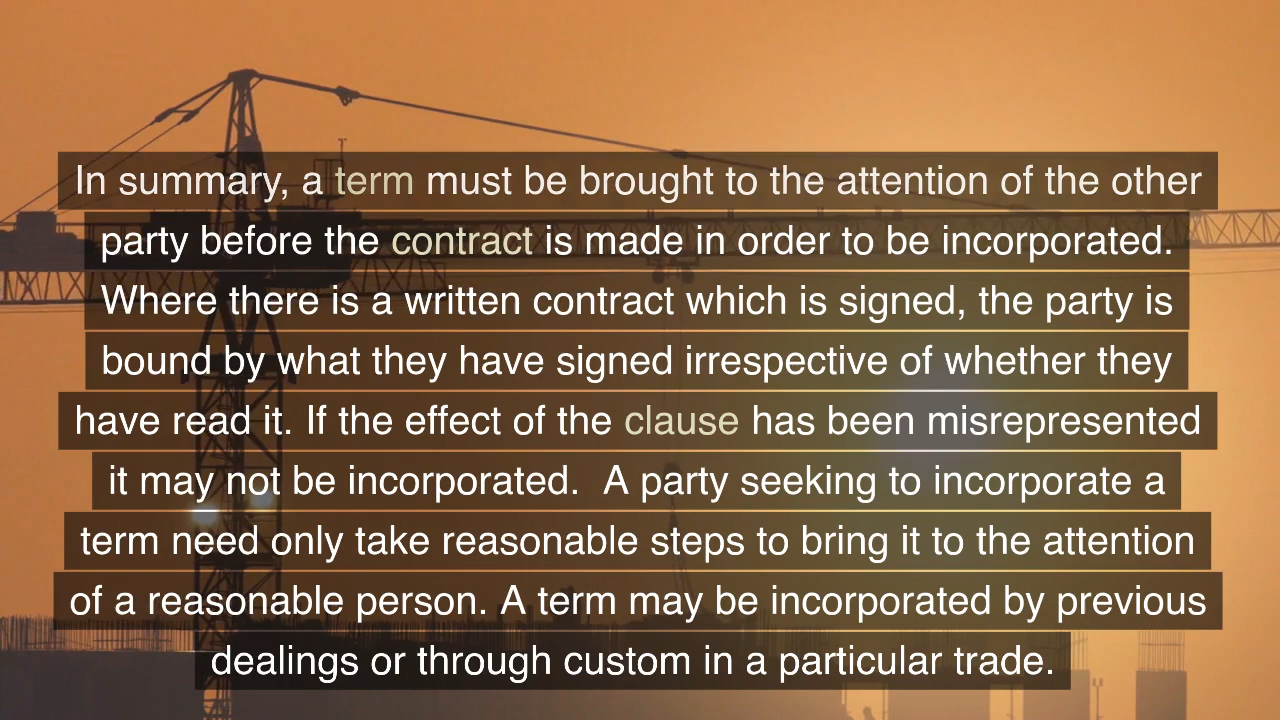 In summary, a term must be brought to the attention of the other
party before the contract is made in order to be incorporated.
Where there is a written contract which is signed, the party is
bound by what they have signed irrespective of whether they
have read it. If the effect of the clause has been misrepresented
it may not be incorporated.  A party seeking to incorporate a
term need only take reasonable steps to bring it to the attention
of a reasonable person. A term may be incorporated by previous
dealings or through custom in a particular trade.